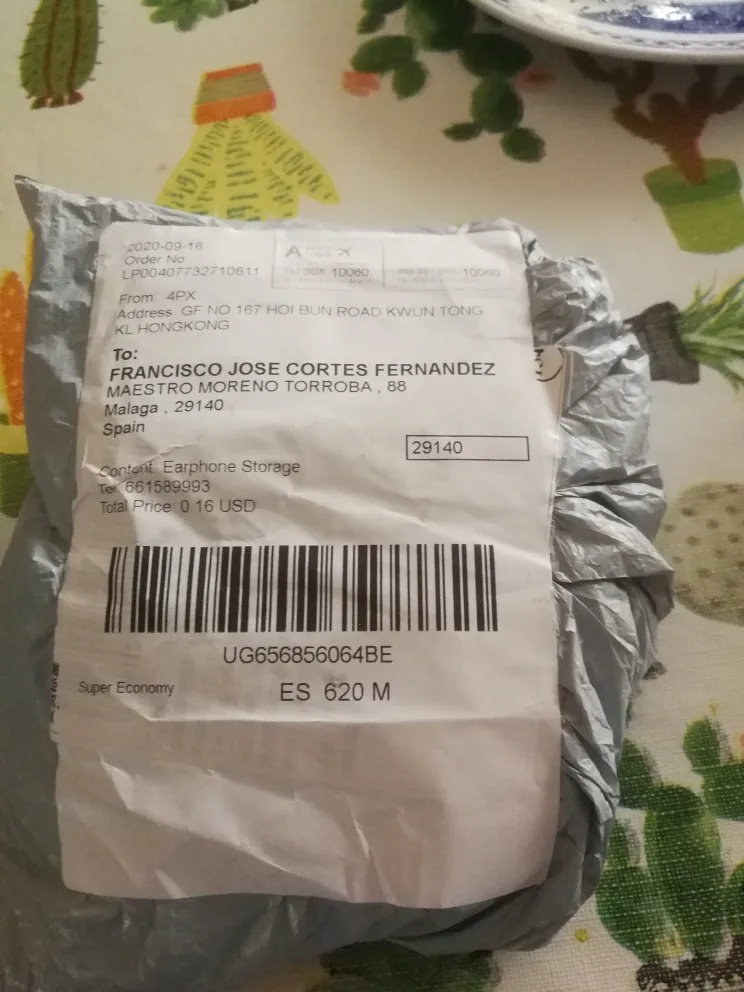 2020-09-16
Order No
LP00407732710611
A
BOX 10060
10060
From 4PX
Address GF NO 167 HOI BUN ROAD KWUN TONG
KL HONGKONG
To:
FRANCISCO JOSE CORTES FERNANDEZ
MAESTRO MORENO TORROBA , 88
Malaga , 29140
Spain
29140
Content Earphone Storage
Tel 661589993
Total Price 0.16 USD
UG656856064BE
Super Economy
ES 620 M